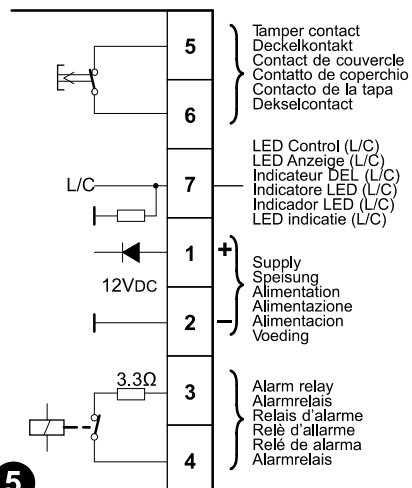 5
Tamper contact
Deckelkontakt
Contact de couvercle
Contatto de coperchio
Contacto de la tapa
Dekselcontact
6
L/C
7
LED Control (L/C)
LED Anzeige (L/C)
Indicateur DEL (L/C)
Indicatore LED (L/C)
Indicador LED (L/C)
LED indicatie (L/C)
1
+
12VDC
2
–
Supply
Speisung
Alimentation
Alimentazione
Alimentacion
Voeding
3.3Ω
3
4
Alarm relay
Alarmrelais
Relais d'alarme
Relè d'allarme
Relé de alarma
Alarmrelais
5